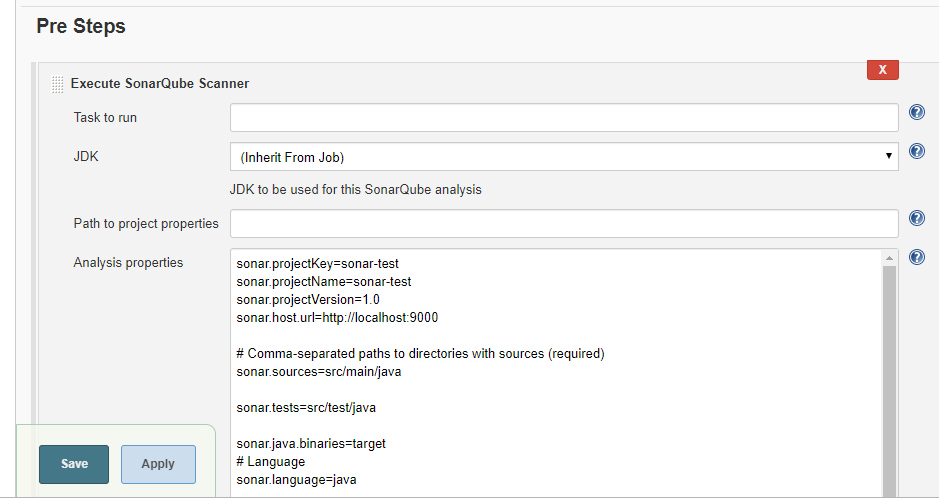 Pre Steps
X
Execute SonarQube Scanner
Task to run
?
JDK
(Inherit From Job)
?
JDK to be used for this SonarQube analysis
Path to project properties
?
Analysis properties
?
sonar.projectKey=sonar-test
sonar.projectName=sonar-test
sonar.projectVersion=1.0
sonar.host.url=http://localhost:9000
# Comma-separated paths to directories with sources (required)
sonar.sources=src/main/java
sonar.tests=src/test/java
sonar.java.binaries=target
# Language
sonar.language=java
Save
Apply